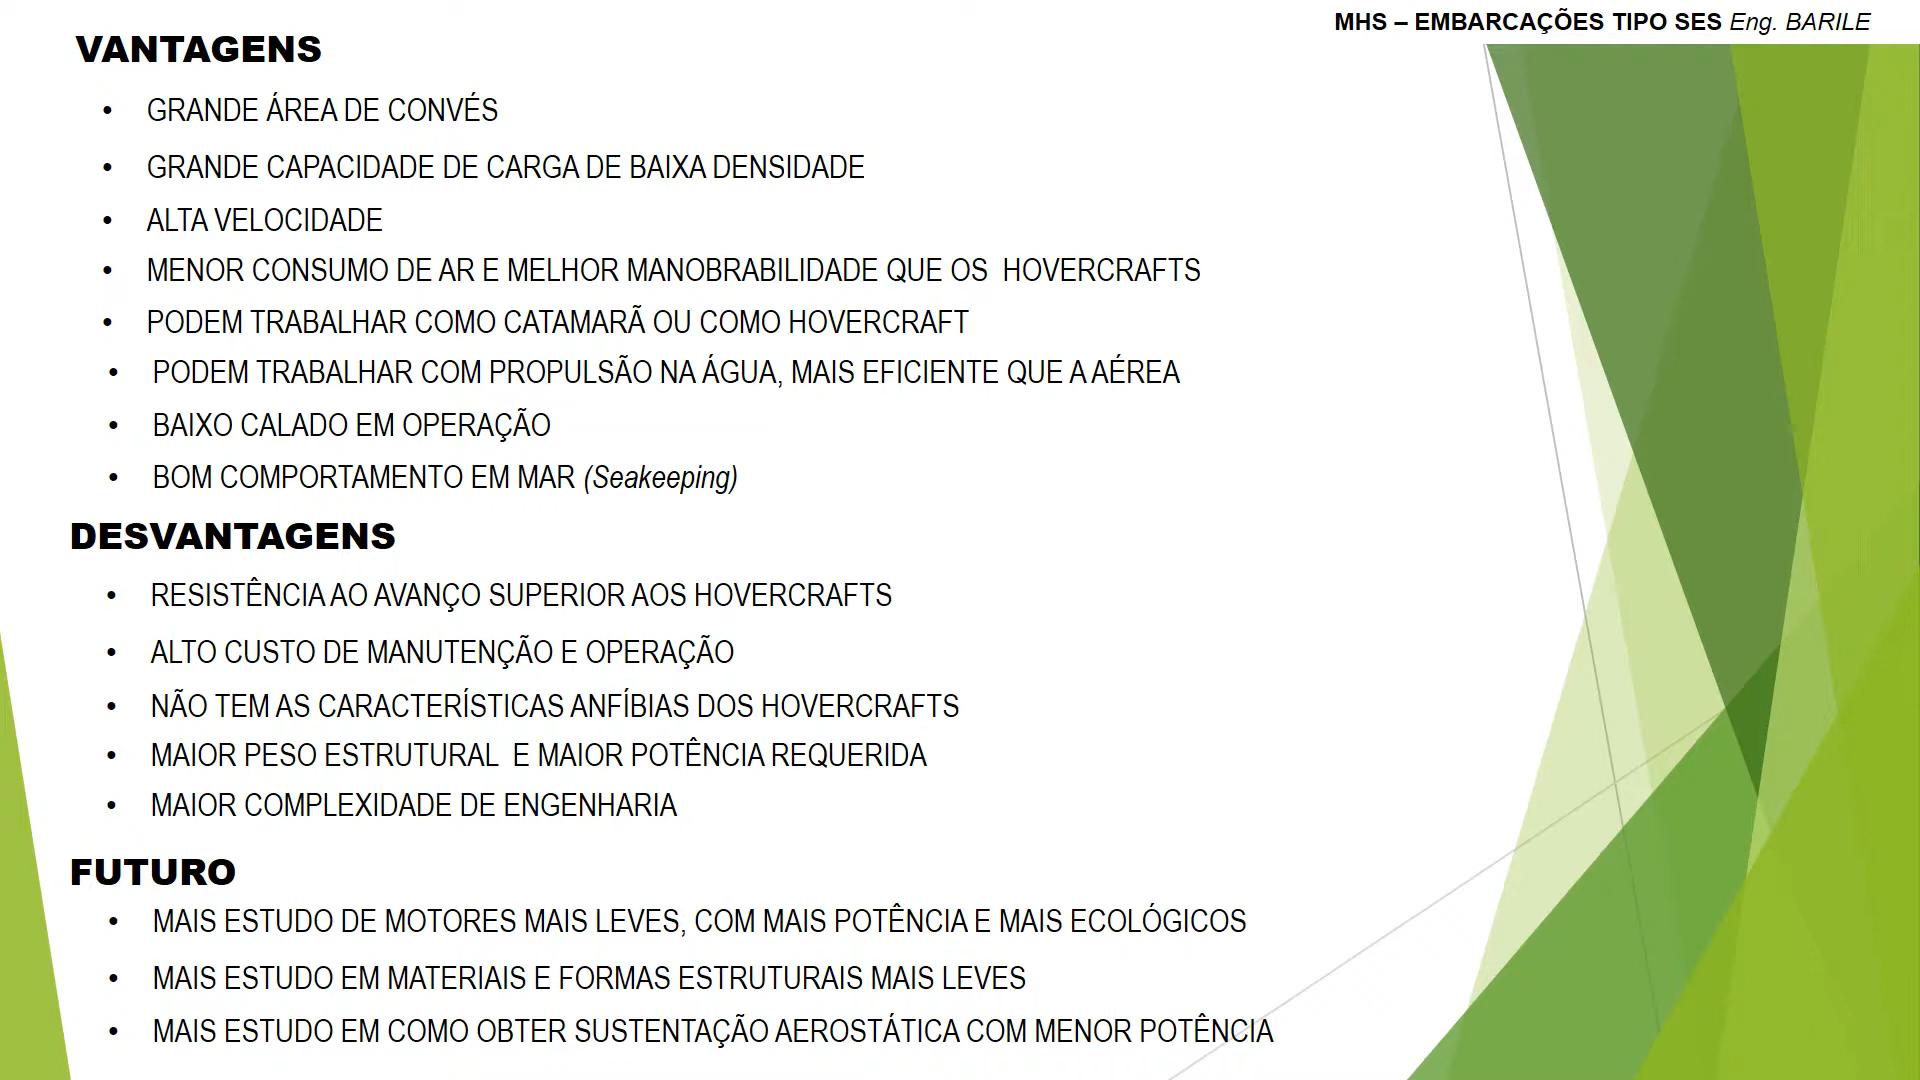 MHS – EMBARCAÇÕES TIPO SES Eng. BARILE
VANTAGENS
• GRANDE ÁREA DE CONVÉS
• GRANDE CAPACIDADE DE CARGA DE BAIXA DENSIDADE
• ALTA VELOCIDADE
• MENOR CONSUMO DE AR E MELHOR MANOBRABILIDADE QUE OS HOVERCRAFTS
• PODEM TRABALHAR COMO CATAMARÃ OU COMO HOVERCRAFT
• PODEM TRABALHAR COM PROPULSÃO NA ÁGUA, MAIS EFICIENTE QUE A AÉREA
• BAIXO CALADO EM OPERAÇÃO
• BOM COMPORTAMENTO EM MAR (Seakeeping)
DESVANTAGENS
• RESISTÊNCIA AO AVANÇO SUPERIOR AOS HOVERCRAFTS
• ALTO CUSTO DE MANUTENÇÃO E OPERAÇÃO
• NÃO TEM AS CARACTERÍSTICAS ANFÍBIAS DOS HOVERCRAFTS
• MAIOR PESO ESTRUTURAL E MAIOR POTÊNCIA REQUERIDA
• MAIOR COMPLEXIDADE DE ENGENHARIA
FUTURO
• MAIS ESTUDO DE MOTORES MAIS LEVES, COM MAIS POTÊNCIA E MAIS ECOLÓGICOS
• MAIS ESTUDO EM MATERIAIS E FORMAS ESTRUTURAIS MAIS LEVES
• MAIS ESTUDO EM COMO OBTER SUSTENTAÇÃO AEROSTÁTICA COM MENOR POTÊNCIA